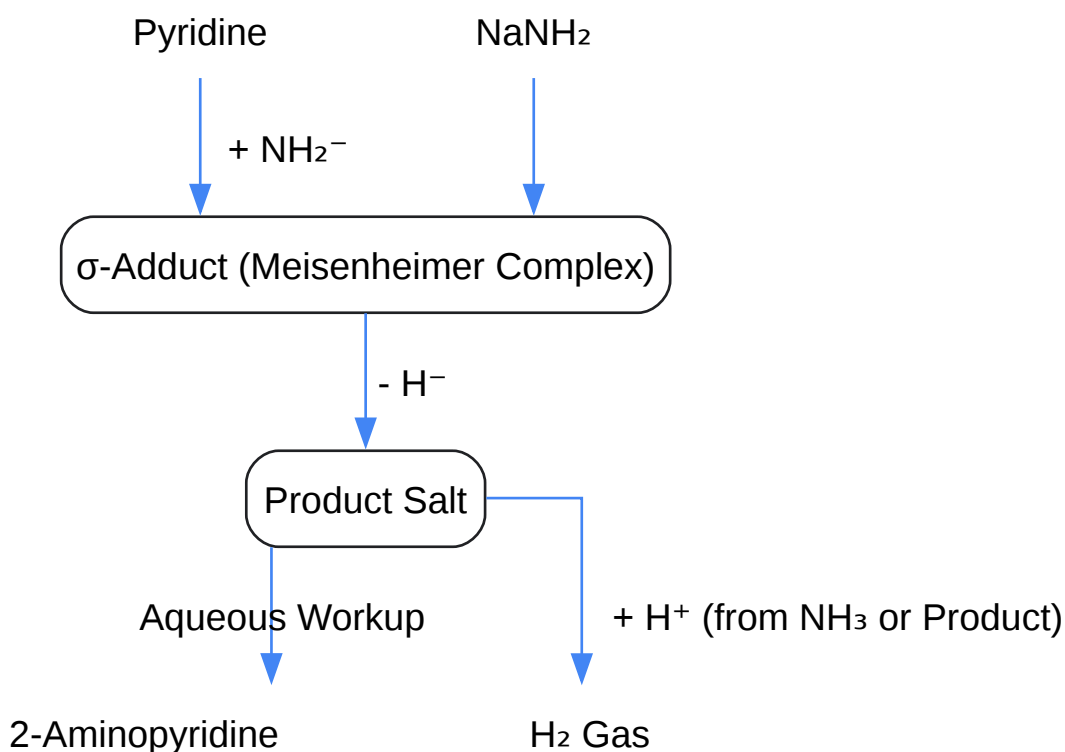 Pyridine
NaNH₂
+ NH₂⁻
σ-Adduct (Meisenheimer Complex)
- H⁻
Product Salt
Aqueous Workup
+ H⁺ (from NH₃ or Product)
2-Aminopyridine
H₂ Gas